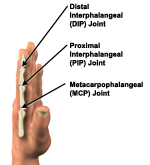 Distal
Interphalangeal
(DIP) Joint
Proximal
Interphalangeal
(PIP) Joint
Metacarpophalangeal
(MCP) Joint